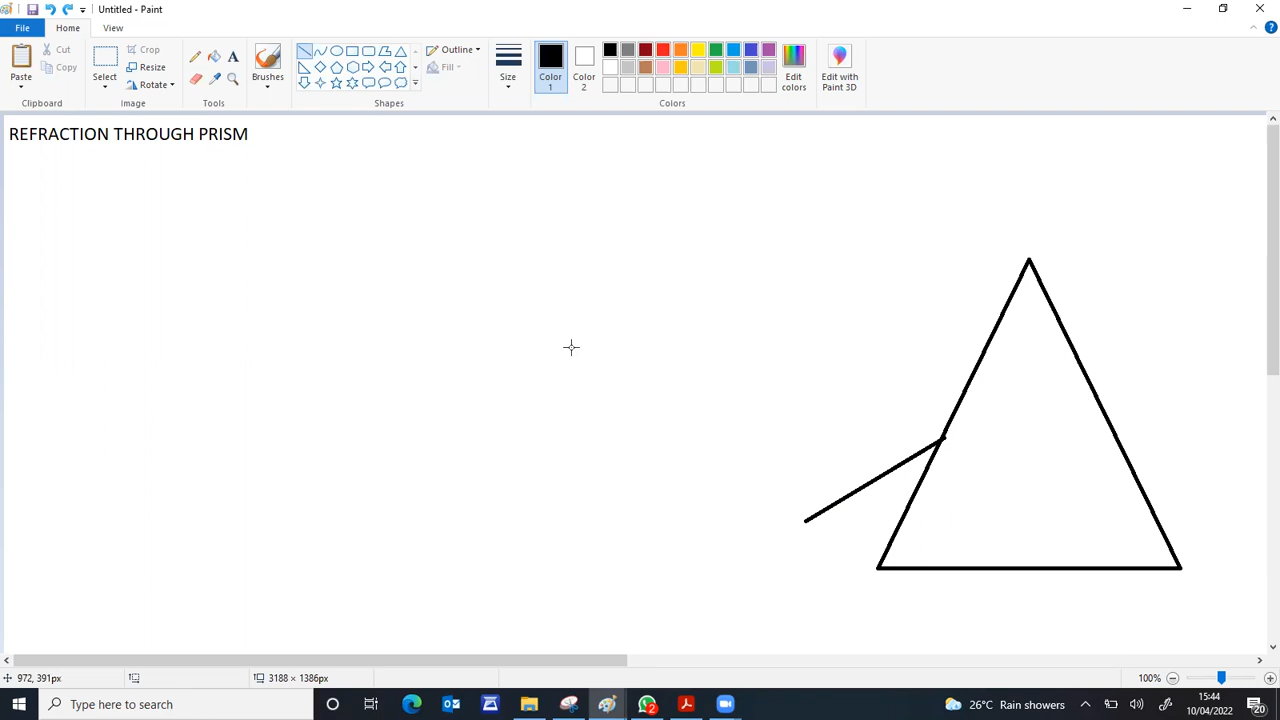 Untitled - Paint
File
Home
View
Paste
Cut
Copy
Clipboard
Select
Crop
Resize
Rotate
Image
Tools
Brushes
Shapes
Outline
Fill
Size
Color 1
Color 2
Colors
Edit colors
Edit with Paint 3D
REFRACTION THROUGH PRISM
972, 391px
3188 × 1386px
100%
Type here to search
2
26°C Rain showers
15:44
10/04/2022
20